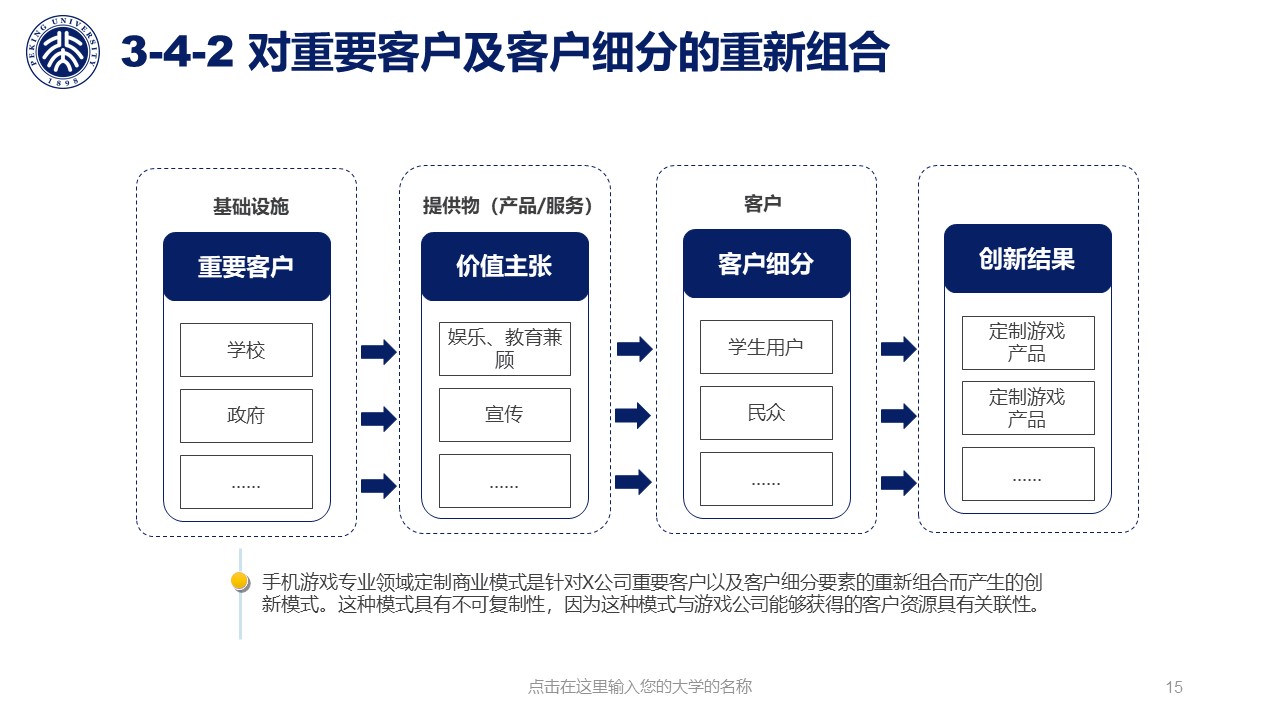 PEKING UNIVERSITY
1898
3-4-2 对重要客户及客户细分的重新组合
基础设施
重要客户
学校
政府
......
提供物（产品/服务）
价值主张
娱乐、教育兼
顾
宣传
......
客户
客户细分
学生用户
民众
......
创新结果
定制游戏
产品
定制游戏
产品
......
手机游戏专业领域定制商业模式是针对X公司重要客户以及客户细分要素的重新组合而产生的创
新模式。这种模式具有不可复制性，因为这种模式与游戏公司能够获得的客户资源具有关联性。
点击在这里输入您的大学的名称
15